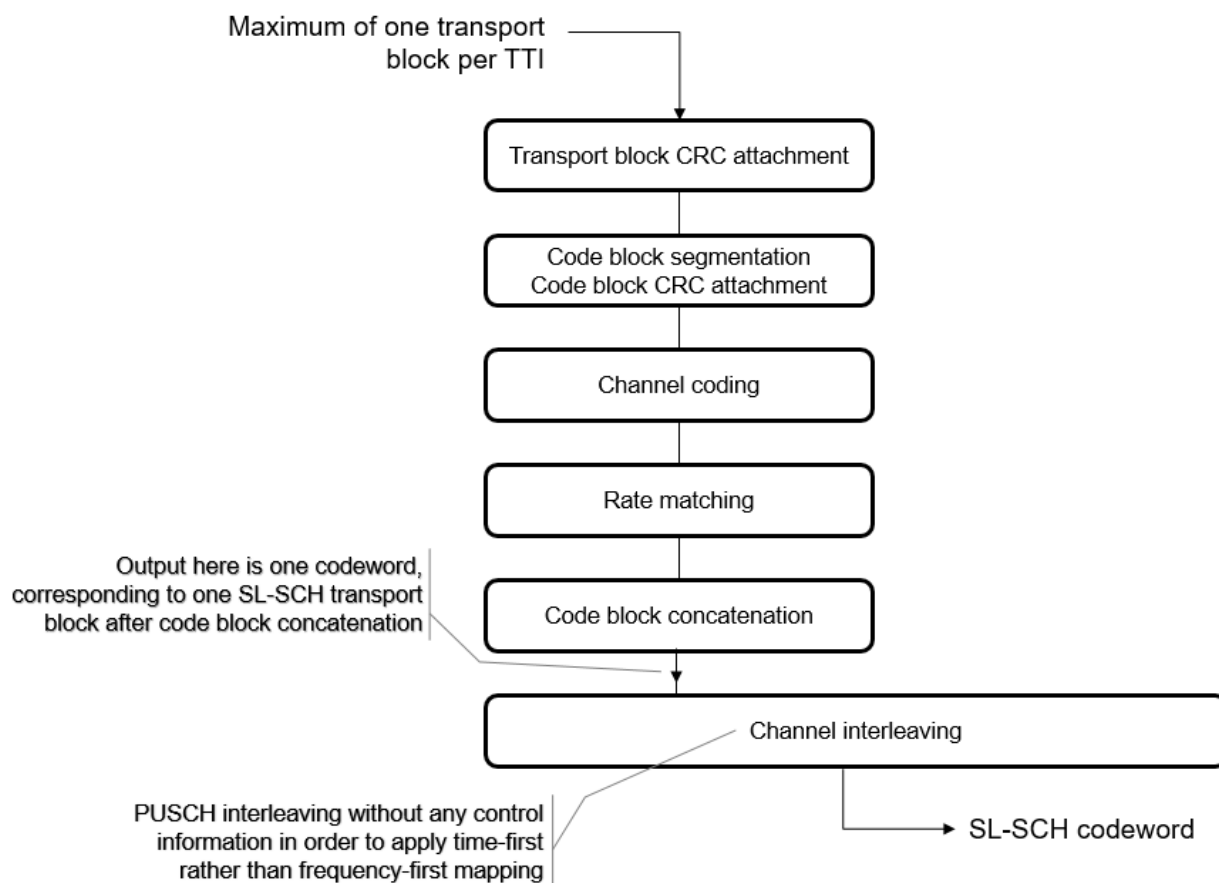 Maximum of one transport
block per TTI
Transport block CRC attachment
Code block segmentation
Code block CRC attachment
Channel coding
Rate matching
Output here is one codeword,
corresponding to one SL-SCH transport
block after code block concatenation
Code block concatenation
Channel interleaving
PUSCH interleaving without any control
information in order to apply time-first
rather than frequency-first mapping
SL-SCH codeword